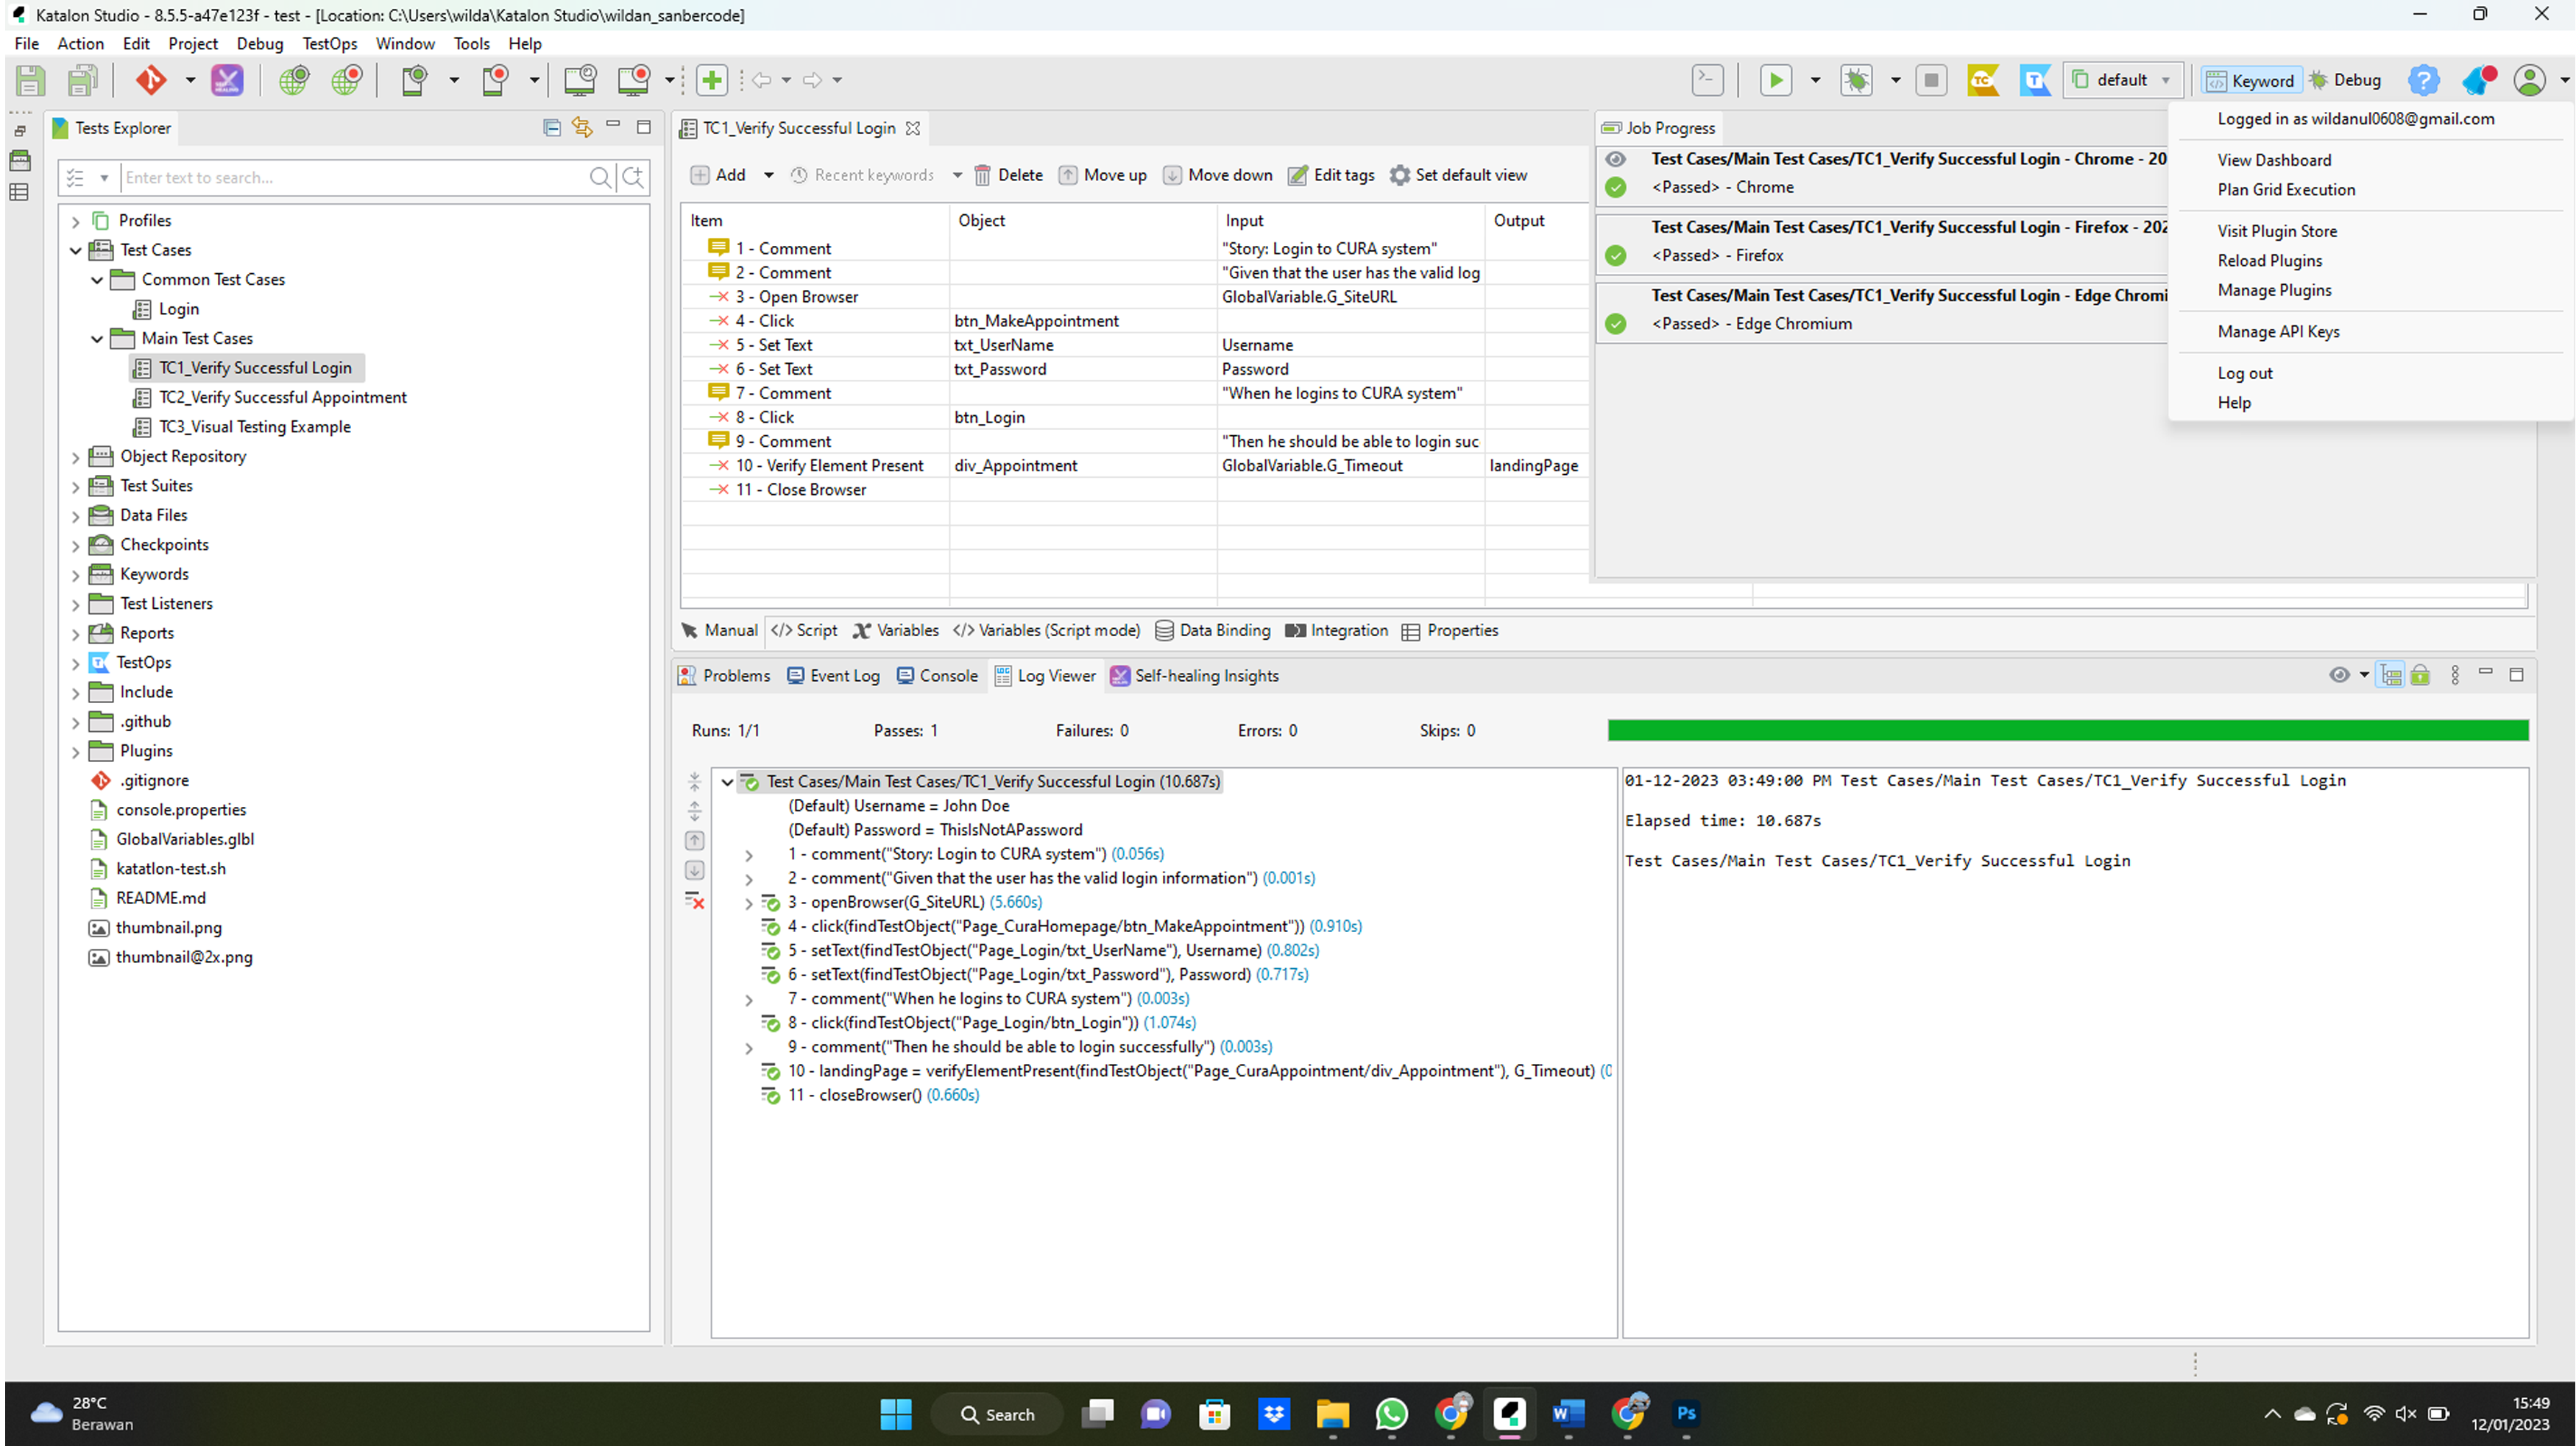 Katalon Studio - 8.5.5-a47e123f - test - [Location: C:\Users\wilda\Katalon Studio\wildan_sanbercode]
File Action Edit Project Debug TestOps Window Tools Help
default Keyword Debug
Tests Explorer
Enter text to search...
Profiles
Test Cases
Common Test Cases
Login
Main Test Cases
TC1_Verify Successful Login
TC2_Verify Successful Appointment
TC3_Visual Testing Example
Object Repository
Test Suites
Data Files
Checkpoints
Keywords
Test Listeners
Reports
TestOps
Include
.github
Plugins
.gitignore
console.properties
GlobalVariables.glbl
katatlon-test.sh
README.md
thumbnail.png
thumbnail@2x.png
TC1_Verify Successful Login
Add Recent keywords Delete Move up Move down Edit tags Set default view
Item Object Input Output
1 - Comment "Story: Login to CURA system"
2 - Comment "Given that the user has the valid log
3 - Open Browser GlobalVariable.G_SiteURL
4 - Click btn_MakeAppointment
5 - Set Text txt_UserName Username
6 - Set Text txt_Password Password
7 - Comment "When he logins to CURA system"
8 - Click btn_Login
9 - Comment "Then he should be able to login suc
10 - Verify Element Present div_Appointment GlobalVariable.G_Timeout landingPage
11 - Close Browser
Manual </> Script Variables </> Variables (Script mode) Data Binding Integration Properties
Job Progress
Test Cases/Main Test Cases/TC1_Verify Successful Login - Chrome - 20
<Passed> - Chrome
Test Cases/Main Test Cases/TC1_Verify Successful Login - Firefox - 202
<Passed> - Firefox
Test Cases/Main Test Cases/TC1_Verify Successful Login - Edge Chromi
<Passed> - Edge Chromium
Logged in as wildanul0608@gmail.com
View Dashboard
Plan Grid Execution
Visit Plugin Store
Reload Plugins
Manage Plugins
Manage API Keys
Log out
Help
Problems Event Log Console Log Viewer Self-healing Insights
Runs: 1/1 Passes: 1 Failures: 0 Errors: 0 Skips: 0
Test Cases/Main Test Cases/TC1_Verify Successful Login (10.687s)
(Default) Username = John Doe
(Default) Password = ThisIsNotAPassword
1 - comment("Story: Login to CURA system") (0.056s)
2 - comment("Given that the user has the valid login information") (0.001s)
3 - openBrowser(G_SiteURL) (5.660s)
4 - click(findTestObject("Page_CuraHomepage/btn_MakeAppointment")) (0.910s)
5 - setText(findTestObject("Page_Login/txt_UserName"), Username) (0.802s)
6 - setText(findTestObject("Page_Login/txt_Password"), Password) (0.717s)
7 - comment("When he logins to CURA system") (0.003s)
8 - click(findTestObject("Page_Login/btn_Login")) (1.074s)
9 - comment("Then he should be able to login successfully") (0.003s)
10 - landingPage = verifyElementPresent(findTestObject("Page_CuraAppointment/div_Appointment"), G_Timeout) (0
11 - closeBrowser() (0.660s)
01-12-2023 03:49:00 PM Test Cases/Main Test Cases/TC1_Verify Successful Login
Elapsed time: 10.687s
Test Cases/Main Test Cases/TC1_Verify Successful Login
28°C
Berawan
Search
15:49
12/01/2023